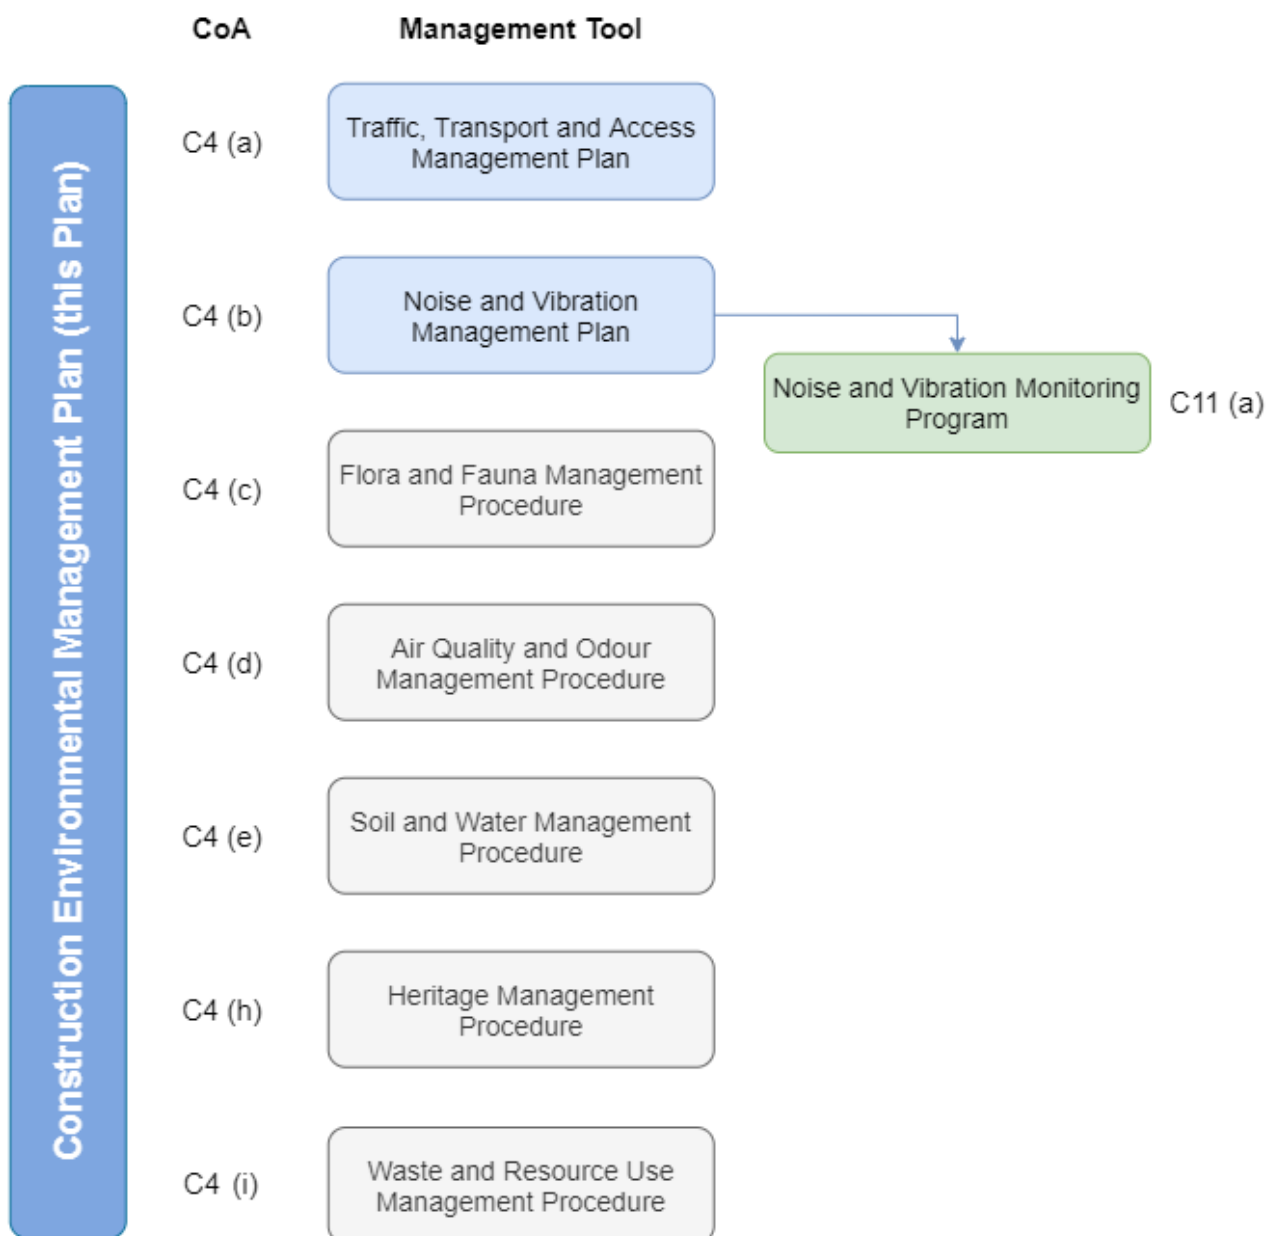 CoA
Management Tool
Construction Environmental Management Plan (this Plan)
C4 (a)
Traffic, Transport and Access
Management Plan
C4 (b)
Noise and Vibration
Management Plan
Noise and Vibration Monitoring
Program
C11 (a)
C4 (c)
Flora and Fauna Management
Procedure
C4 (d)
Air Quality and Odour
Management Procedure
C4 (e)
Soil and Water Management
Procedure
C4 (h)
Heritage Management
Procedure
C4 (i)
Waste and Resource Use
Management Procedure